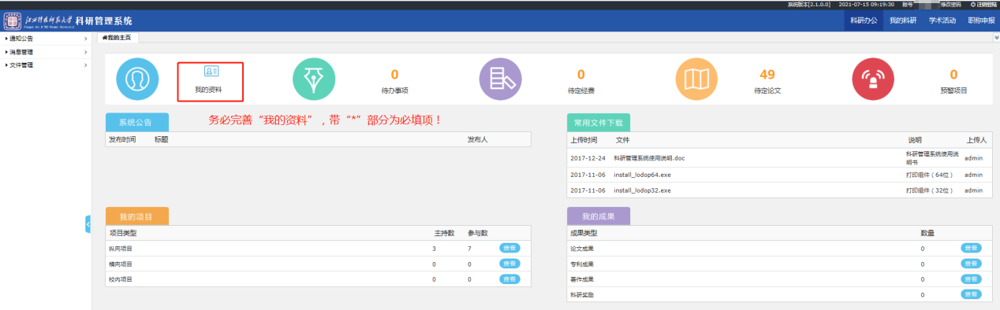 系统版本[2.1.0.0] 2021-07-15 09:19:30 账号 修改密码 注销登陆
科研管理系统 科研办公 我的科研 学术活动 职称申报
通知公告
消息管理
文件管理
我的主页
我的资料
0
待办事项
0
待定经费
49
待定论文
0
预警项目
务必完善“我的资料”,带“*”部分为必填项!
系统公告
发布时间 标题 发布人
常用文件下载
上传时间 文件 说明 上传人
2017-12-24 科研管理系统使用说明.doc 科研管理系统使用说明书 admin
2017-11-06 install_lodop64.exe 打印组件(64位) admin
2017-11-06 install_lodop32.exe 打印组件(32位) admin
我的项目
项目类型 主持数 参与数
纵向项目 3 7 查看
横向项目 0 0 查看
校内项目 0 0 查看
我的成果
成果类型 数量
论文成果 0 查看
专利成果 0 查看
著作成果 0 查看
科研奖励 0 查看